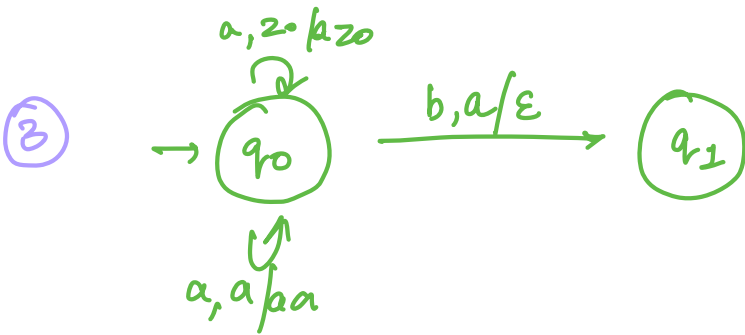 a, z0/az0
3
q0
b, a/ε
q1
a, a/aa